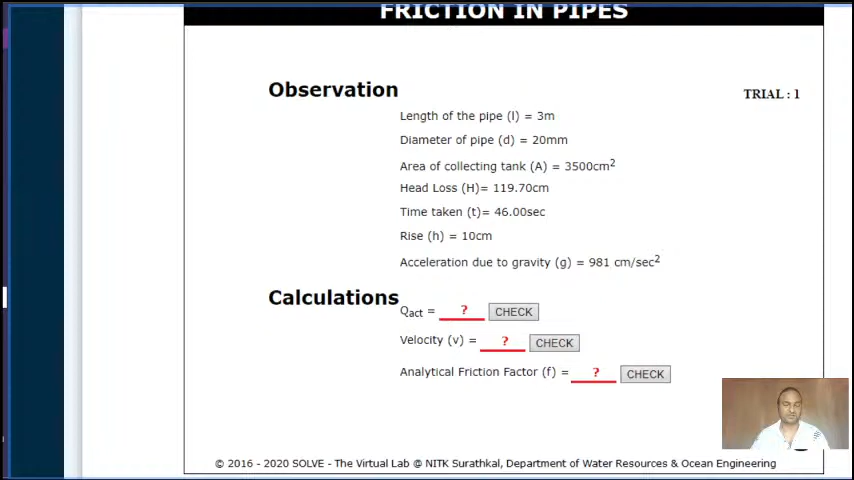 FRICTION IN PIPES
Observation
TRIAL : 1
Length of the pipe (l) = 3m
Diameter of pipe (d) = 20mm
Area of collecting tank (A) = 3500cm²
Head Loss (H)= 119.70cm
Time taken (t)= 46.00sec
Rise (h) = 10cm
Acceleration due to gravity (g) = 981 cm/sec²
Calculations
Qact = ? CHECK
Velocity (v) = ? CHECK
Analytical Friction Factor (f) = ? CHECK
© 2016 - 2020 SOLVE - The Virtual Lab @ NITK Surathkal, Department of Water Resources & Ocean Engineering